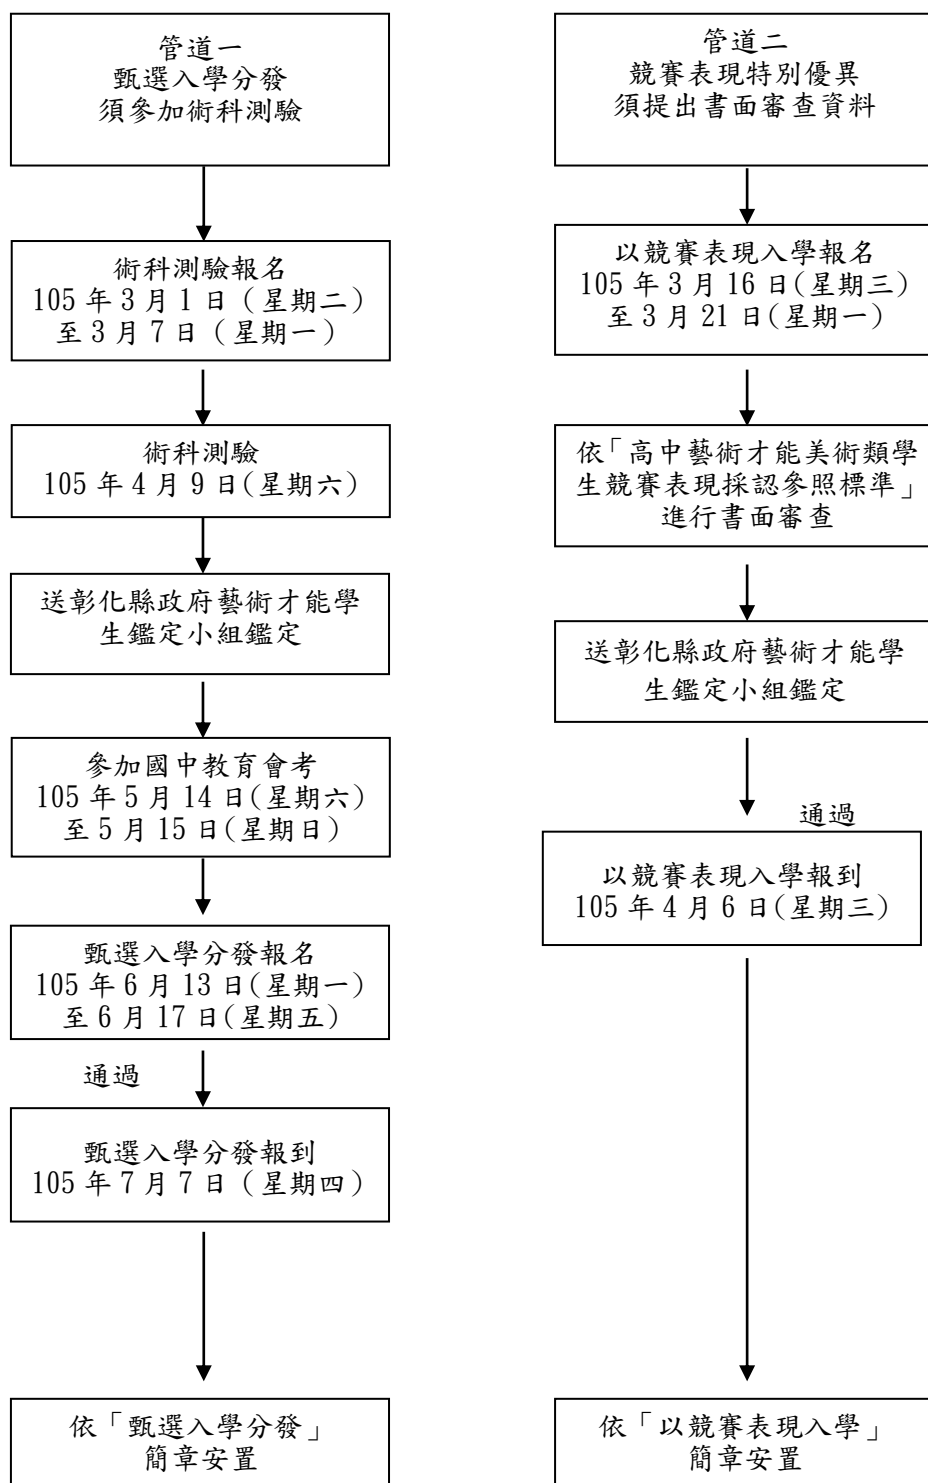 管道一
甄選入學分發
須參加術科測驗
術科測驗報名
105 年 3 月 1 日（星期二）
至 3 月 7 日（星期一）
術科測驗
105 年 4 月 9 日(星期六)
送彰化縣政府藝術才能學
生鑑定小組鑑定
參加國中教育會考
105 年 5 月 14 日(星期六)
至 5 月 15 日(星期日)
甄選入學分發報名
105 年 6 月 13 日(星期一)
至 6 月 17 日(星期五)
通過
甄選入學分發報到
105 年 7 月 7 日（星期四）
依「甄選入學分發」
簡章安置
管道二
競賽表現特別優異
須提出書面審查資料
以競賽表現入學報名
105 年 3 月 16 日(星期三)
至 3 月 21 日(星期一)
依「高中藝術才能美術類學
生競賽表現採認參照標準」
進行書面審查
送彰化縣政府藝術才能學
生鑑定小組鑑定
通過
以競賽表現入學報到
105 年 4 月 6 日(星期三)
依「以競賽表現入學」
簡章安置